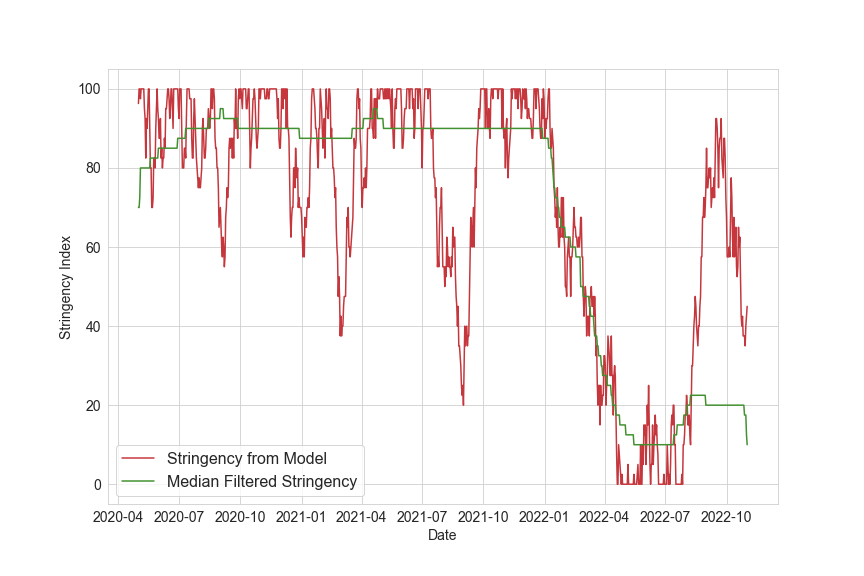 100
80
60
40
20
0
Stringency Index
Stringency from Model
Median Filtered Stringency
2020-04 2020-07 2020-10 2021-01 2021-04 2021-07 2021-10 2022-01 2022-04 2022-07 2022-10
Date